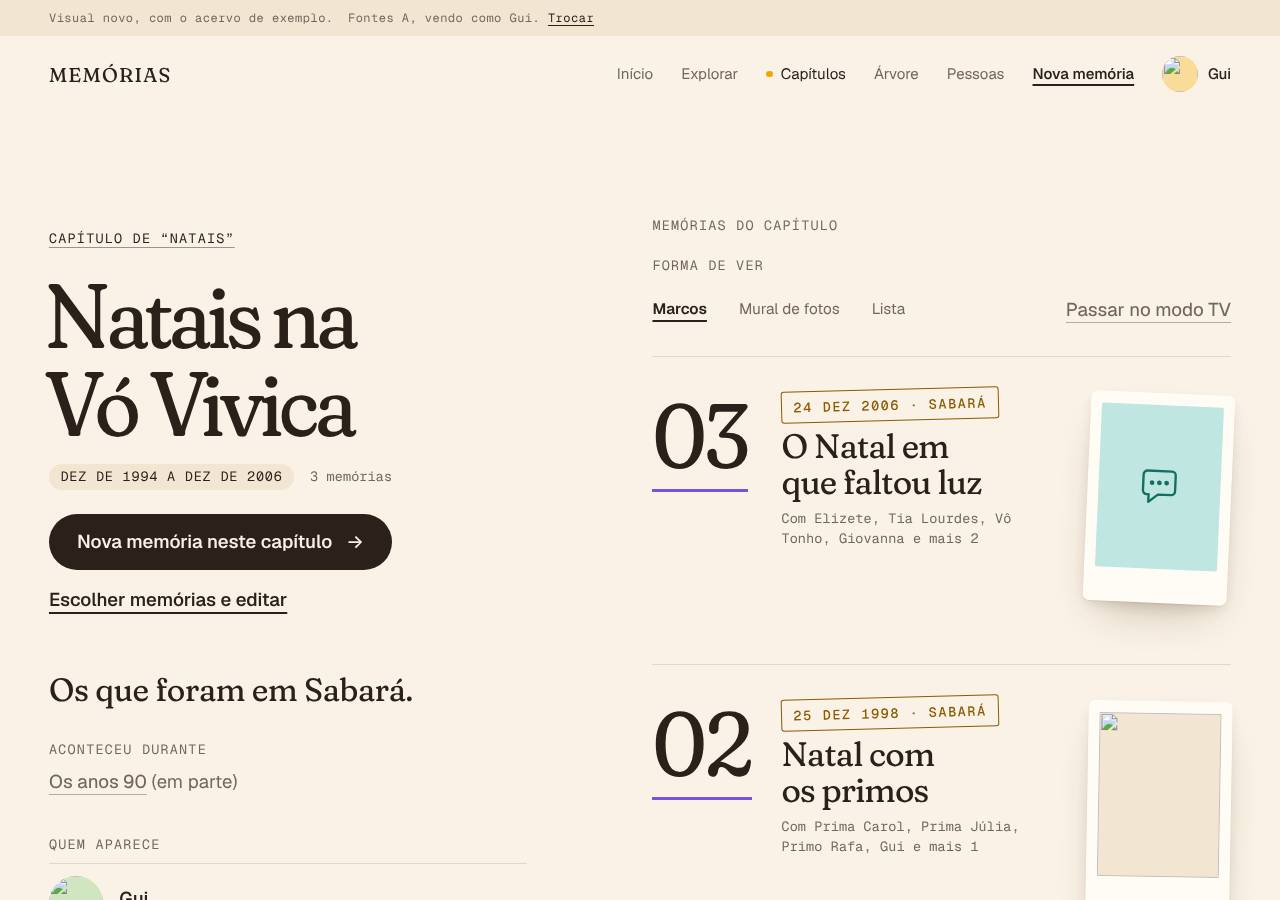 Visual novo, com o acervo de exemplo. Fontes A, vendo como Gui. Trocar
MEMÓRIAS
Início
Explorar
Capítulos
Árvore
Pessoas
Nova memória
Gui
CAPÍTULO DE “NATAIS”
Natais na
Vó Vivica
DEZ DE 1994 A DEZ DE 2006
3 memórias
Nova memória neste capítulo →
Escolher memórias e editar
Os que foram em Sabará.
ACONTECEU DURANTE
Os anos 90 (em parte)
QUEM APARECE
Gui
MEMÓRIAS DO CAPÍTULO
FORMA DE VER
Marcos
Mural de fotos
Lista
Passar no modo TV
03
24 DEZ 2006 · SABARÁ
O Natal em
que faltou luz
Com Elizete, Tia Lourdes, Vô
Tonho, Giovanna e mais 2
02
25 DEZ 1998 · SABARÁ
Natal com
os primos
Com Prima Carol, Prima Júlia,
Primo Rafa, Gui e mais 1